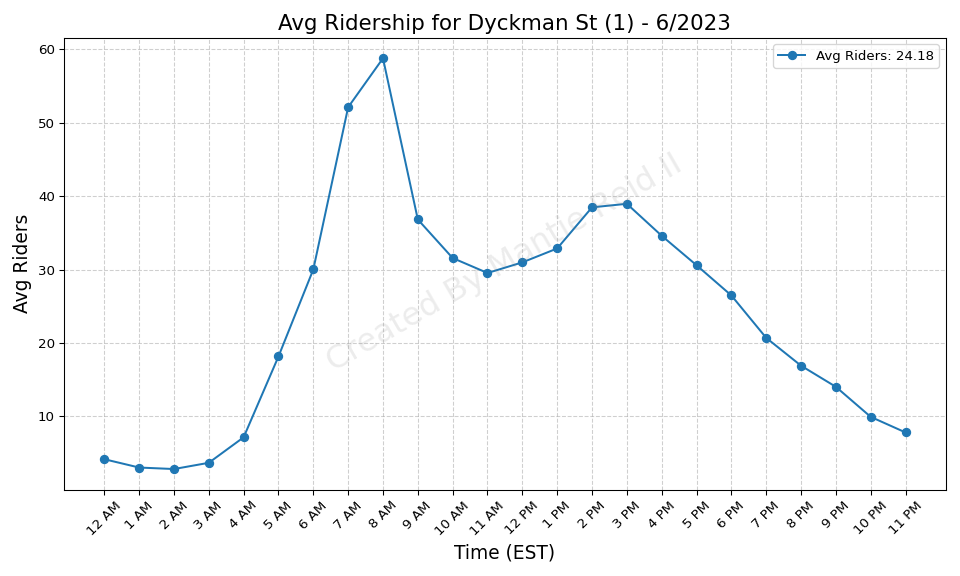 Avg Ridership for Dyckman St (1) - 6/2023
Avg Riders: 24.18
Avg Riders
60
50
40
30
20
10
Created By Mantie Reid II
12 AM
1 AM
2 AM
3 AM
4 AM
5 AM
6 AM
7 AM
8 AM
9 AM
10 AM
11 AM
12 PM
1 PM
2 PM
3 PM
4 PM
5 PM
6 PM
7 PM
8 PM
9 PM
10 PM
11 PM
Time (EST)